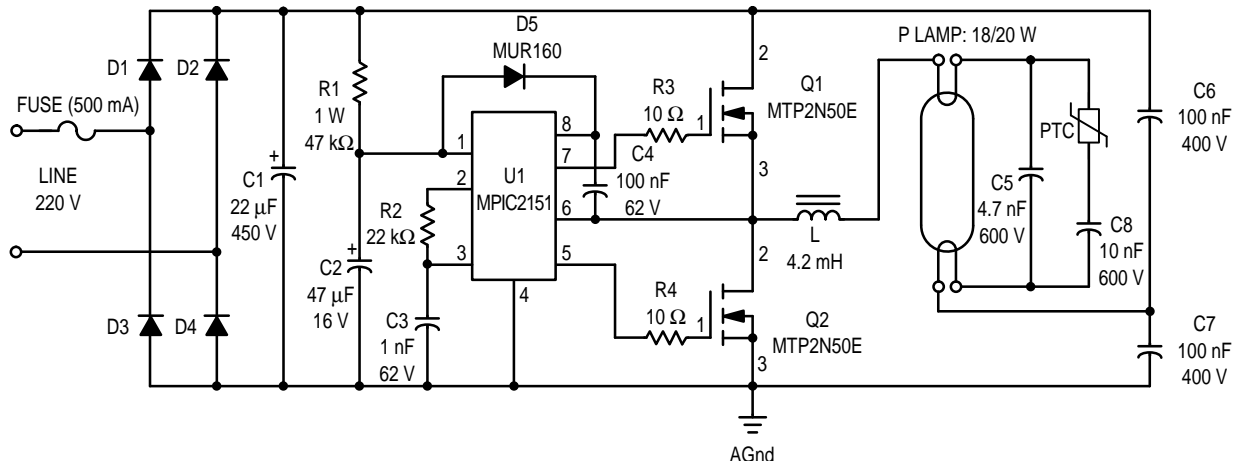 D1
D2
D3
D4
FUSE (500 mA)
LINE
220 V
+
C1
22 µF
450 V
R1
1 W
47 kΩ
+
C2
47 µF
16 V
R2
22 kΩ
C3
1 nF
62 V
D5
MUR160
U1
MPIC2151
1
2
3
4
5
6
7
8
C4
100 nF
62 V
R3
10 Ω
1
2
3
Q1
MTP2N50E
R4
10 Ω
1
2
3
Q2
MTP2N50E
L
4.2 mH
AGnd
P LAMP: 18/20 W
C5
4.7 nF
600 V
PTC
C8
10 nF
600 V
C6
100 nF
400 V
C7
100 nF
400 V